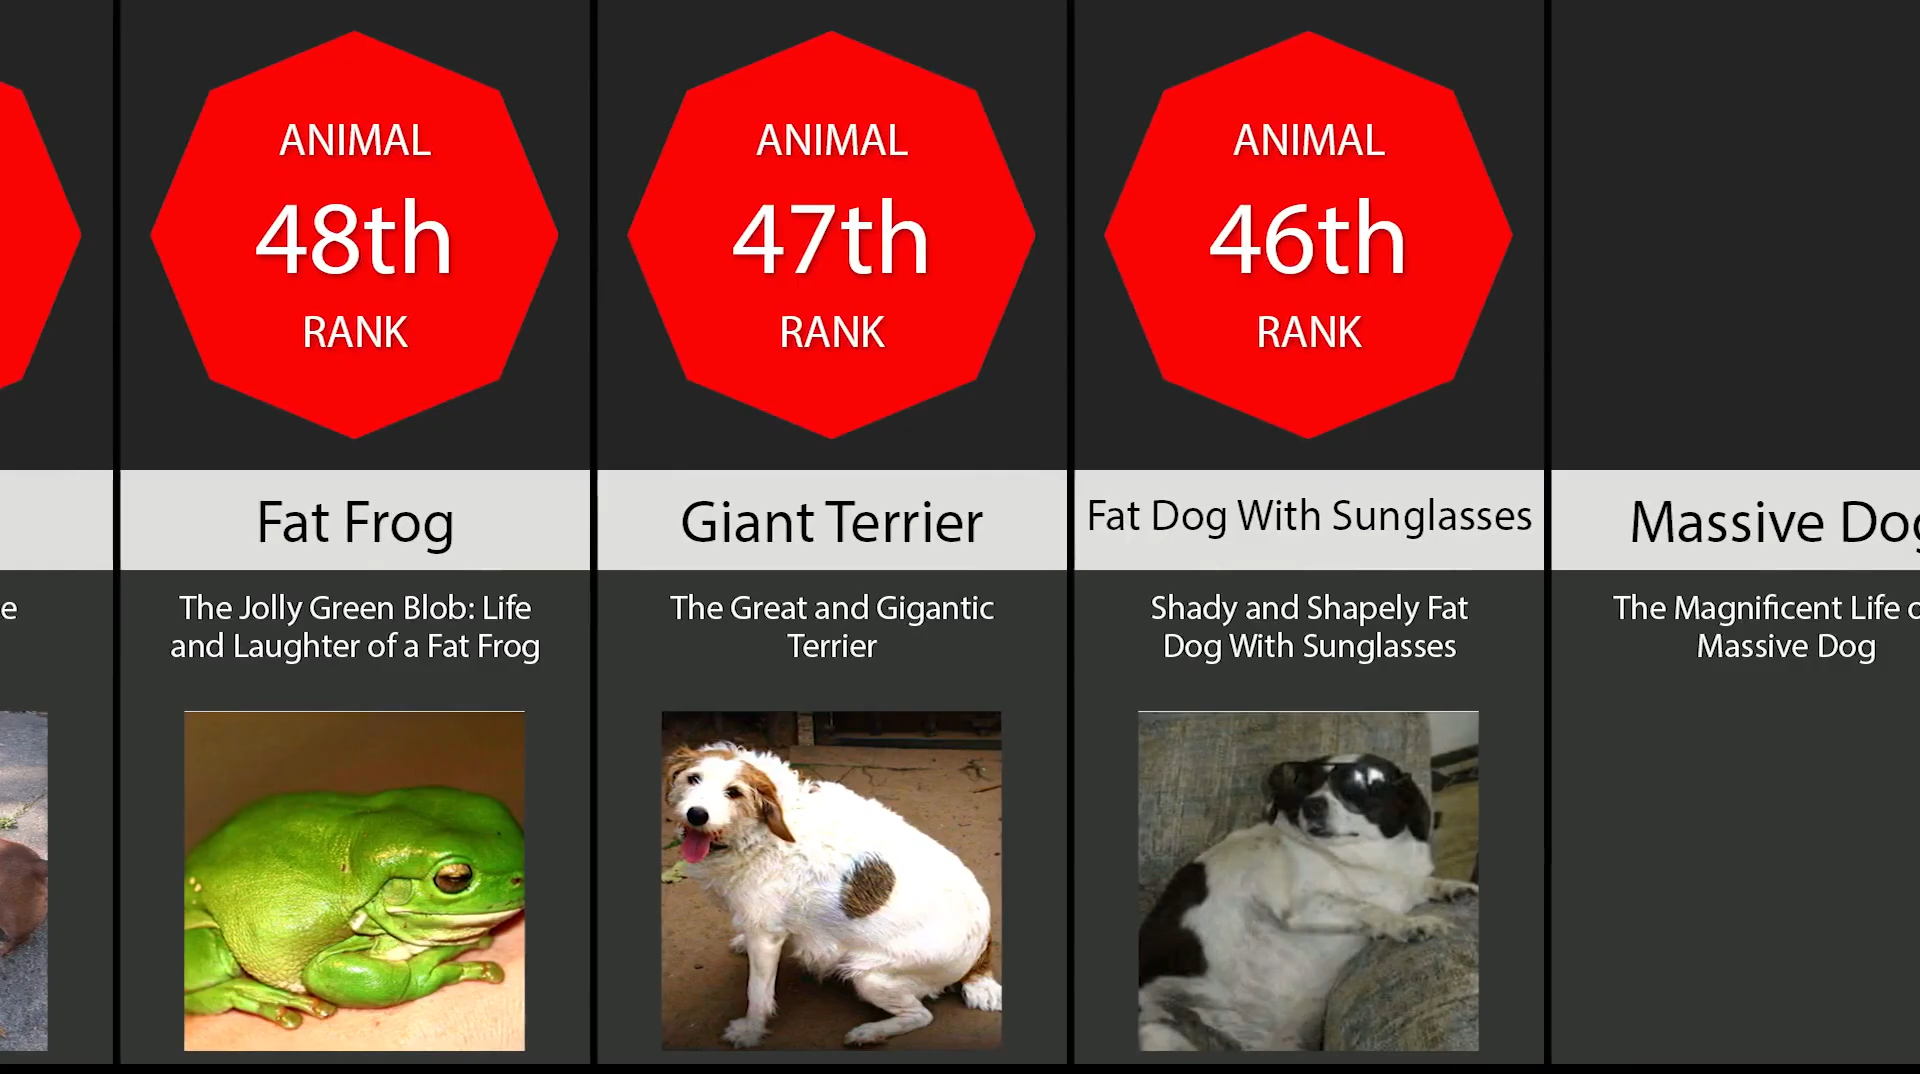 ANIMAL
48th
RANK
Fat Frog
The Jolly Green Blob: Life
and Laughter of a Fat Frog
ANIMAL
47th
RANK
Giant Terrier
The Great and Gigantic
Terrier
ANIMAL
46th
RANK
Fat Dog With Sunglasses
Shady and Shapely Fat
Dog With Sunglasses
Massive
The Magnificent Life
Massive Dog